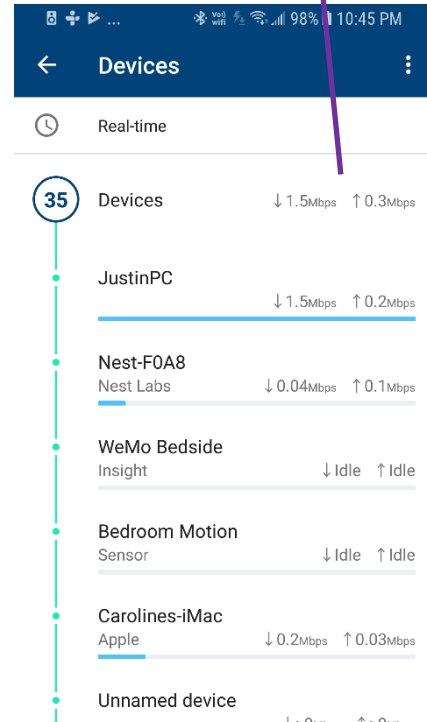 ... Vo)) wifi 98% 10:45 PM
Devices
Real-time
35 Devices ↓1.5Mbps ↑0.3Mbps
JustinPC
↓1.5Mbps ↑0.2Mbps
Nest-F0A8
Nest Labs ↓0.04Mbps ↑0.1Mbps
WeMo Bedside
Insight ↓Idle ↑Idle
Bedroom Motion
Sensor ↓Idle ↑Idle
Carolines-iMac
Apple ↓0.2Mbps ↑0.03Mbps
Unnamed device